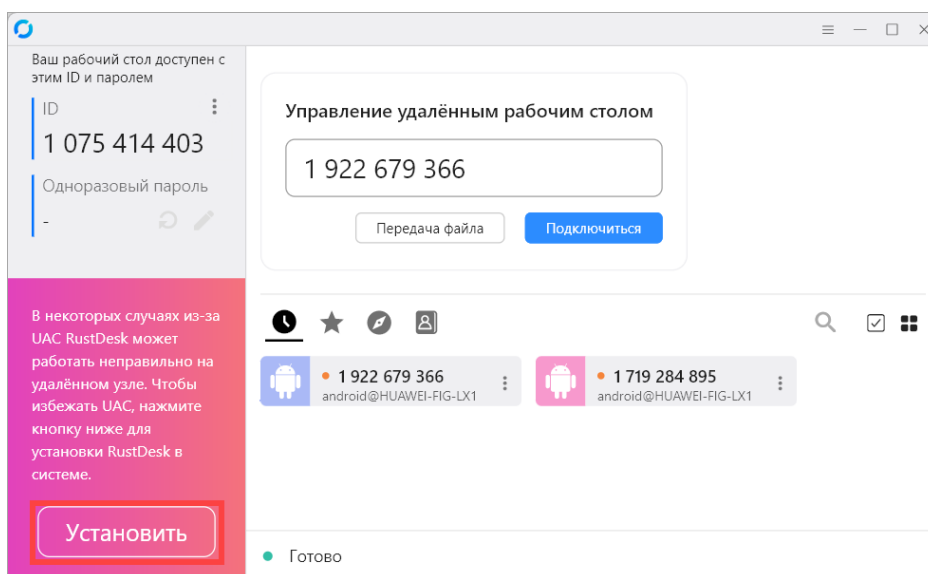 Ваш рабочий стол доступен с
этим ID и паролем
ID
1 075 414 403
Одноразовый пароль
-
В некоторых случаях из-за
UAC RustDesk может
работать неправильно на
удалённом узле. Чтобы
избежать UAC, нажмите
кнопку ниже для
установки RustDesk в
системе.
Установить
Управление удалённым рабочим столом
1 922 679 366
Передача файла
Подключиться
1 922 679 366
android@HUAWEI-FIG-LX1
1 719 284 895
android@HUAWEI-FIG-LX1
Готово